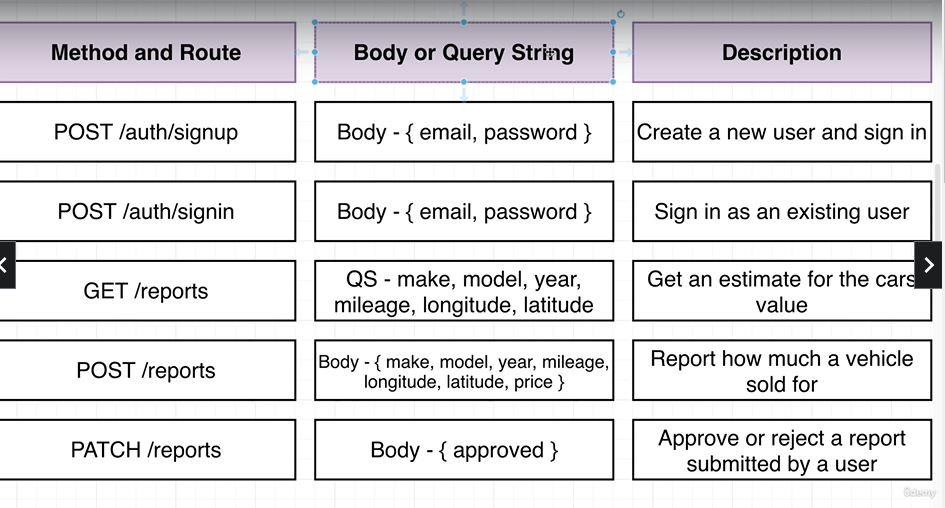 Method and Route
Body or Query String
Description
POST /auth/signup
Body - { email, password }
Create a new user and sign in
POST /auth/signin
Body - { email, password }
Sign in as an existing user
GET /reports
QS - make, model, year,
mileage, longitude, latitude
Get an estimate for the cars
value
POST /reports
Body - { make, model, year, mileage,
longitude, latitude, price }
Report how much a vehicle
sold for
PATCH /reports
Body - { approved }
Approve or reject a report
submitted by a user
ûdemy